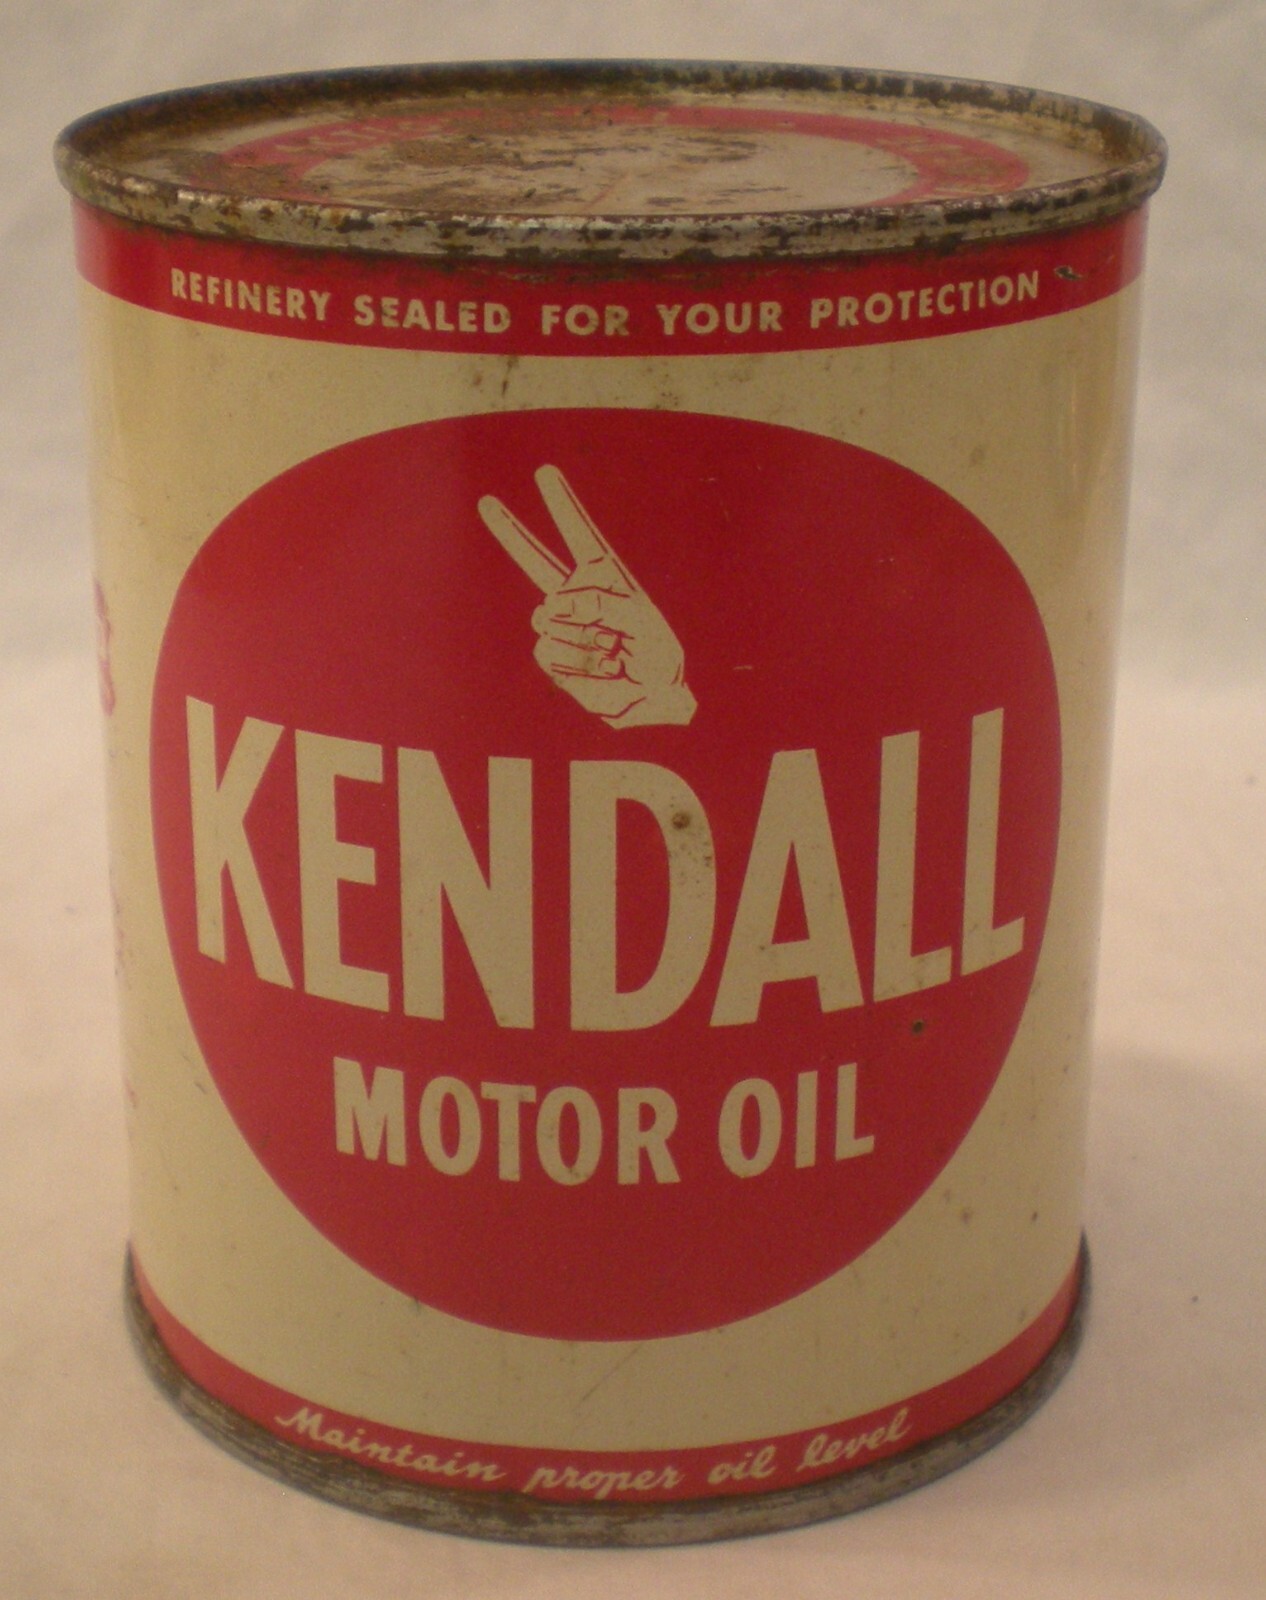 REFINERY SEALED FOR YOUR PROTECTION
KENDALL
MOTOR OIL
Maintain proper oil level